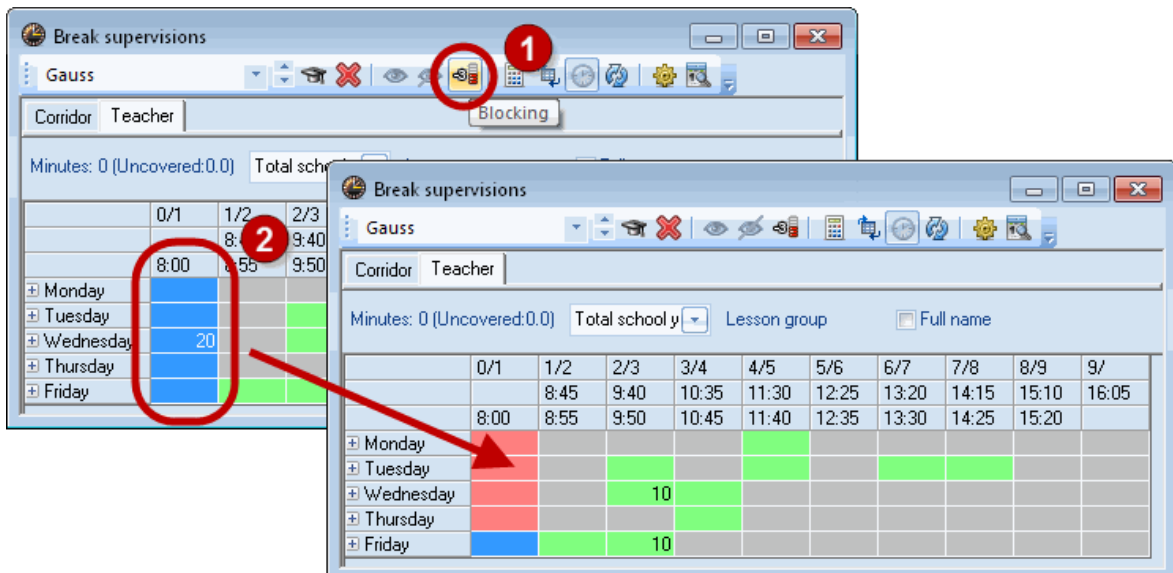 Break supervisions
1
Gauss
Blocking
Corridor Teacher
Minutes: 0 (Uncovered:0.0) Total
0/1 1/2 2/3
2 9:40
8:00 8:55 9:50
Monday
Tuesday
Wednesday 20
Thursday
Friday
Break supervisions
Gauss
Corridor Teacher
Minutes: 0 (Uncovered:0.0) Total school y Lesson group Full name
0/1 1/2 2/3 3/4 4/5 5/6 6/7 7/8 8/9 9/
8:45 9:40 10:35 11:30 12:25 13:20 14:15 15:10 16:05
8:00 8:55 9:50 10:45 11:40 12:35 13:30 14:25 15:20
Monday
Tuesday
Wednesday 10
Thursday
Friday 10